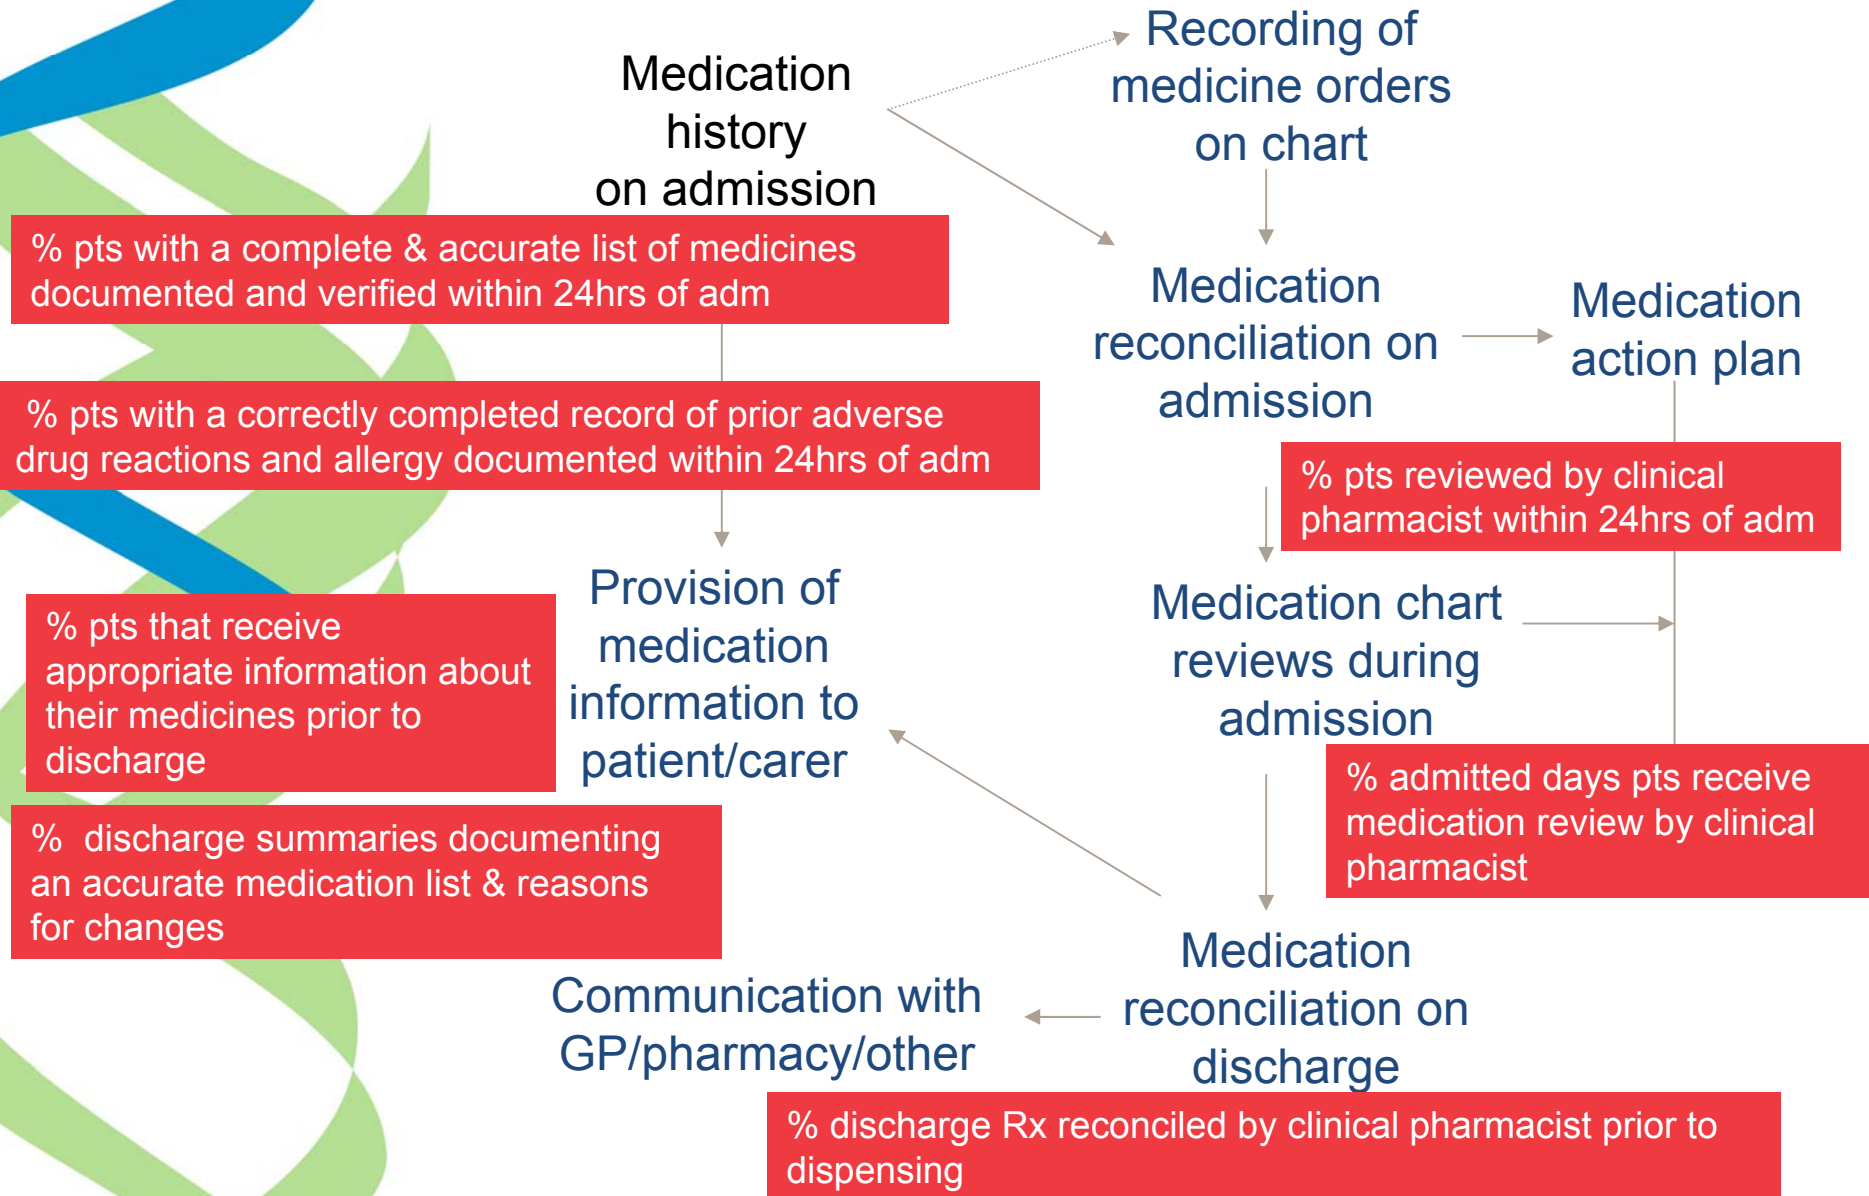 Recording of
medicine orders
on chart
Medication
history
on admission
% pts with a complete & accurate list of medicines
documented and verified within 24hrs of adm
Medication
reconciliation on
admission
Medication
action plan
% pts with a correctly completed record of prior adverse
drug reactions and allergy documented within 24hrs of adm
% pts reviewed by clinical
pharmacist within 24hrs of adm
Provision of
medication
information to
patient/carer
Medication chart
reviews during
admission
% pts that receive
appropriate information about
their medicines prior to
discharge
% admitted days pts receive
medication review by clinical
pharmacist
% discharge summaries documenting
an accurate medication list & reasons
for changes
Medication
reconciliation on
discharge
Communication with
GP/pharmacy/other
% discharge Rx reconciled by clinical pharmacist prior to
dispensing